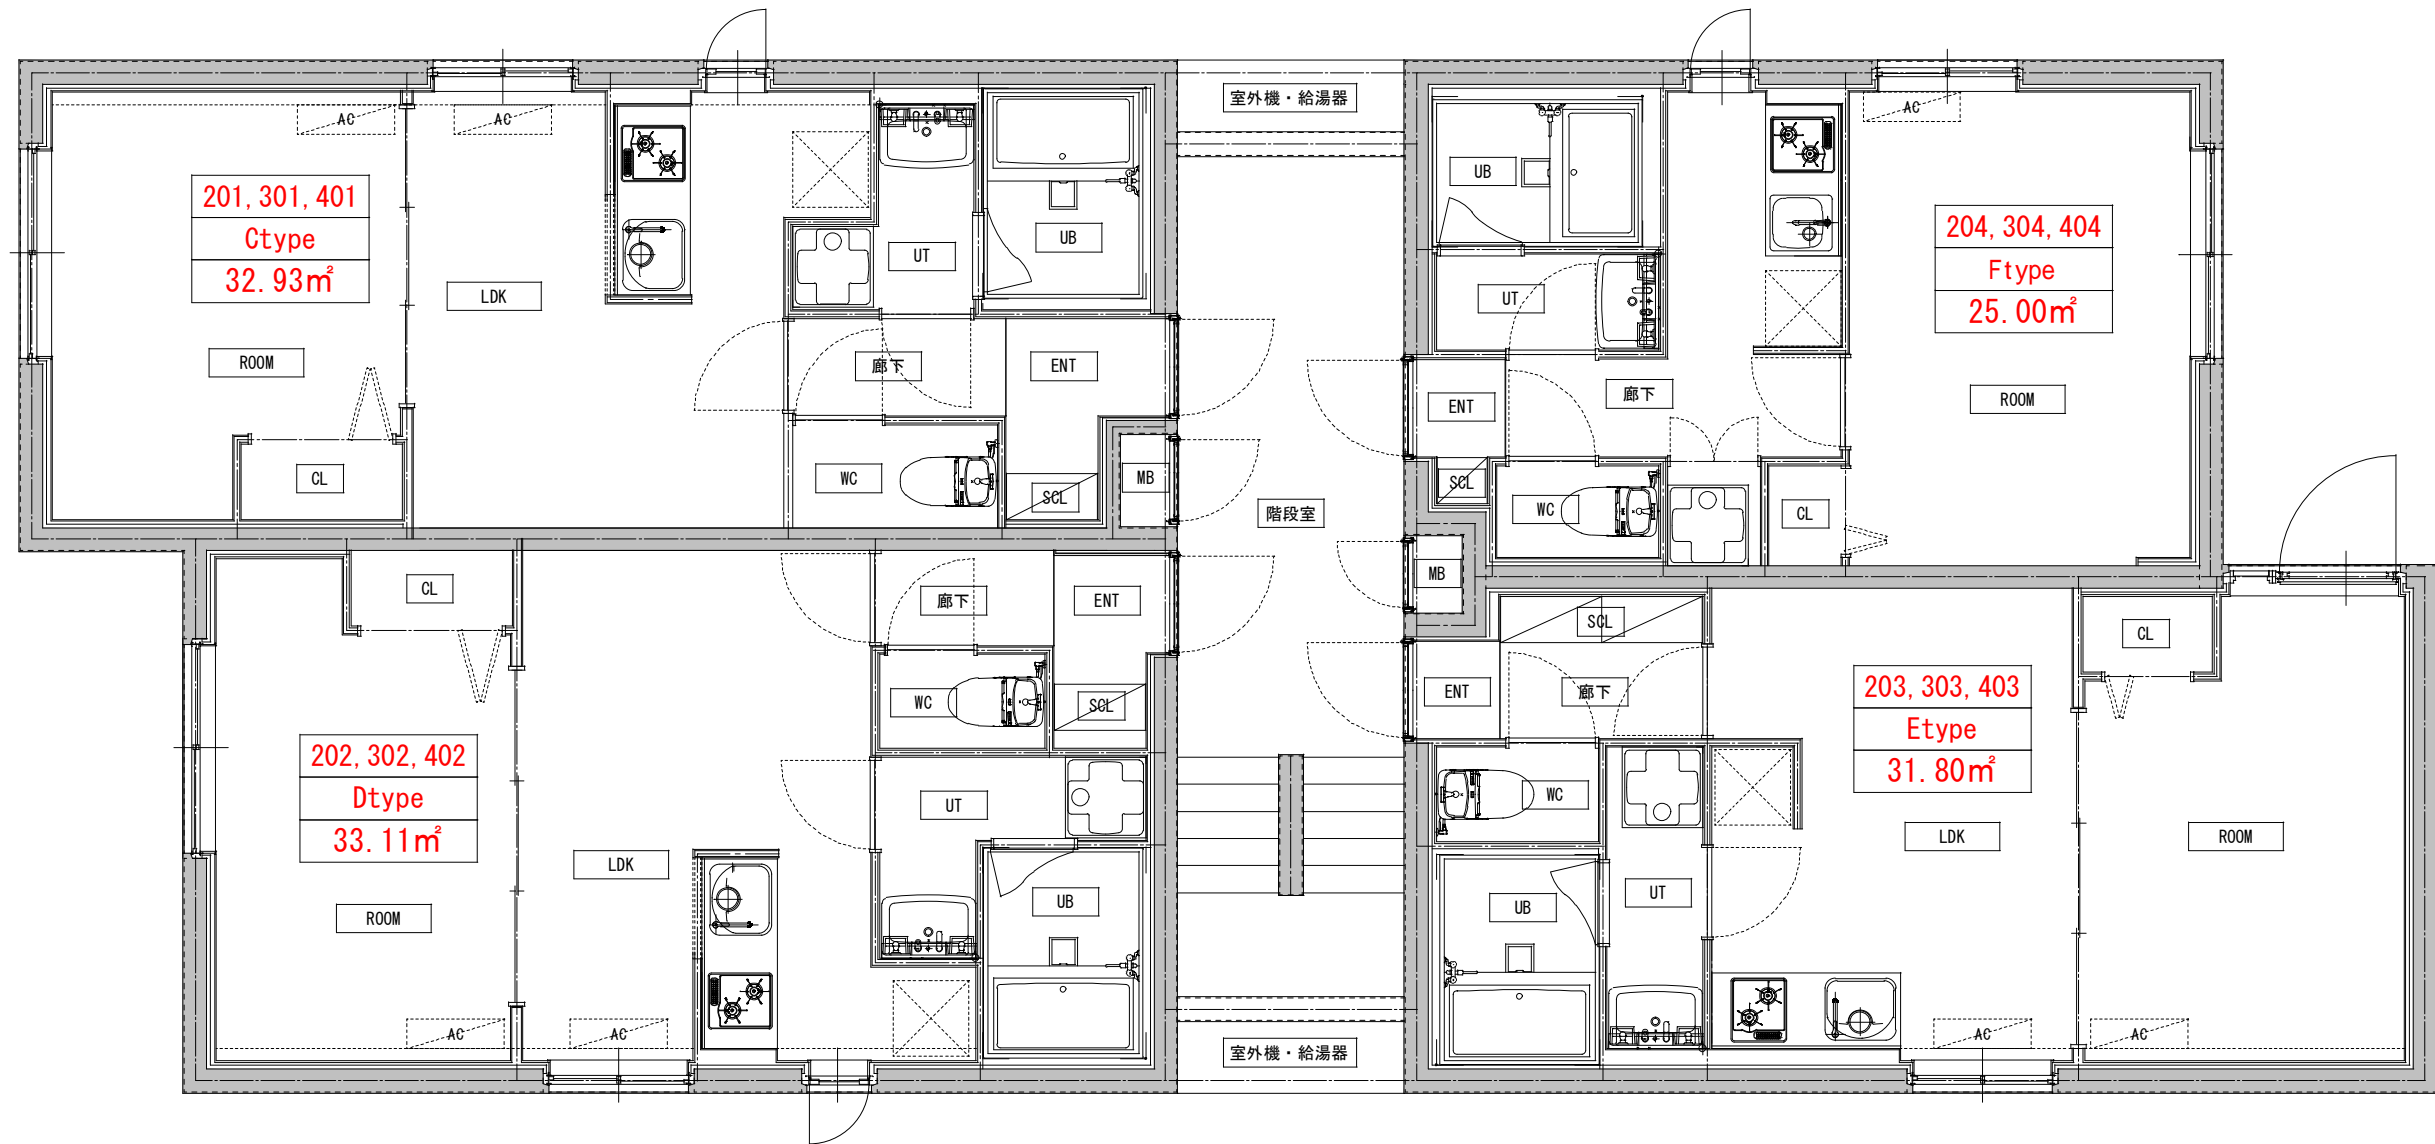 室外機・給湯器
AC
AC
AC
201,301,401
Ctype
32.93㎡
UB
UT
UB
LDK
ROOM
廊下
ENT
CL
WC
SCL
MB
204,304,404
Ftype
25.00㎡
UB
UT
ENT
廊下
ROOM
SCL
WC
CL
階段室
MB
CL
廊下
ENT
WC
SCL
202,302,402
Dtype
33.11㎡
UT
LDK
UB
ROOM
AC
AC
SCL
CL
ENT
廊下
203,303,403
Etype
31.80㎡
WC
LDK
ROOM
UT
UB
AC
AC
室外機・給湯器